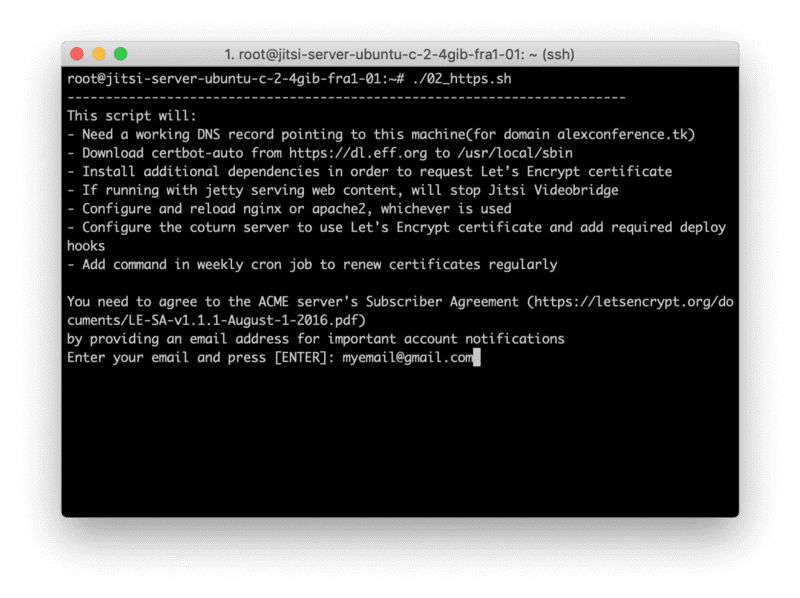 1. root@jitsi-server-ubuntu-c-2-4gib-fra1-01: ~ (ssh)
root@jitsi-server-ubuntu-c-2-4gib-fra1-01:~# ./02_https.sh
-------------------------------------------------------------------------
This script will:
- Need a working DNS record pointing to this machine(for domain alexconference.tk)
- Download certbot-auto from https://dl.eff.org to /usr/local/sbin
- Install additional dependencies in order to request Let’s Encrypt certificate
- If running with jetty serving web content, will stop Jitsi Videobridge
- Configure and reload nginx or apache2, whichever is used
- Configure the coturn server to use Let's Encrypt certificate and add required deploy
hooks
- Add command in weekly cron job to renew certificates regularly
You need to agree to the ACME server's Subscriber Agreement (https://letsencrypt.org/do
cuments/LE-SA-v1.1.1-August-1-2016.pdf)
by providing an email address for important account notifications
Enter your email and press [ENTER]: myemail@gmail.com